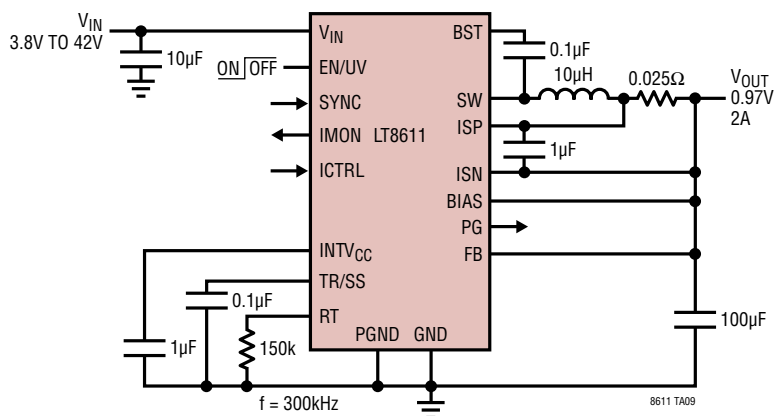 VIN
3.8V TO 42V
10µF
ON OFF
VIN
EN/UV
SYNC
IMON
LT8611
ICTRL
INTVCC
TR/SS
RT
PGND
GND
BST
SW
ISP
ISN
BIAS
PG
FB
0.1µF
10µH
0.025Ω
VOUT
0.97V
2A
1µF
0.1µF
1µF
150k
100µF
f = 300kHz
8611 TA09